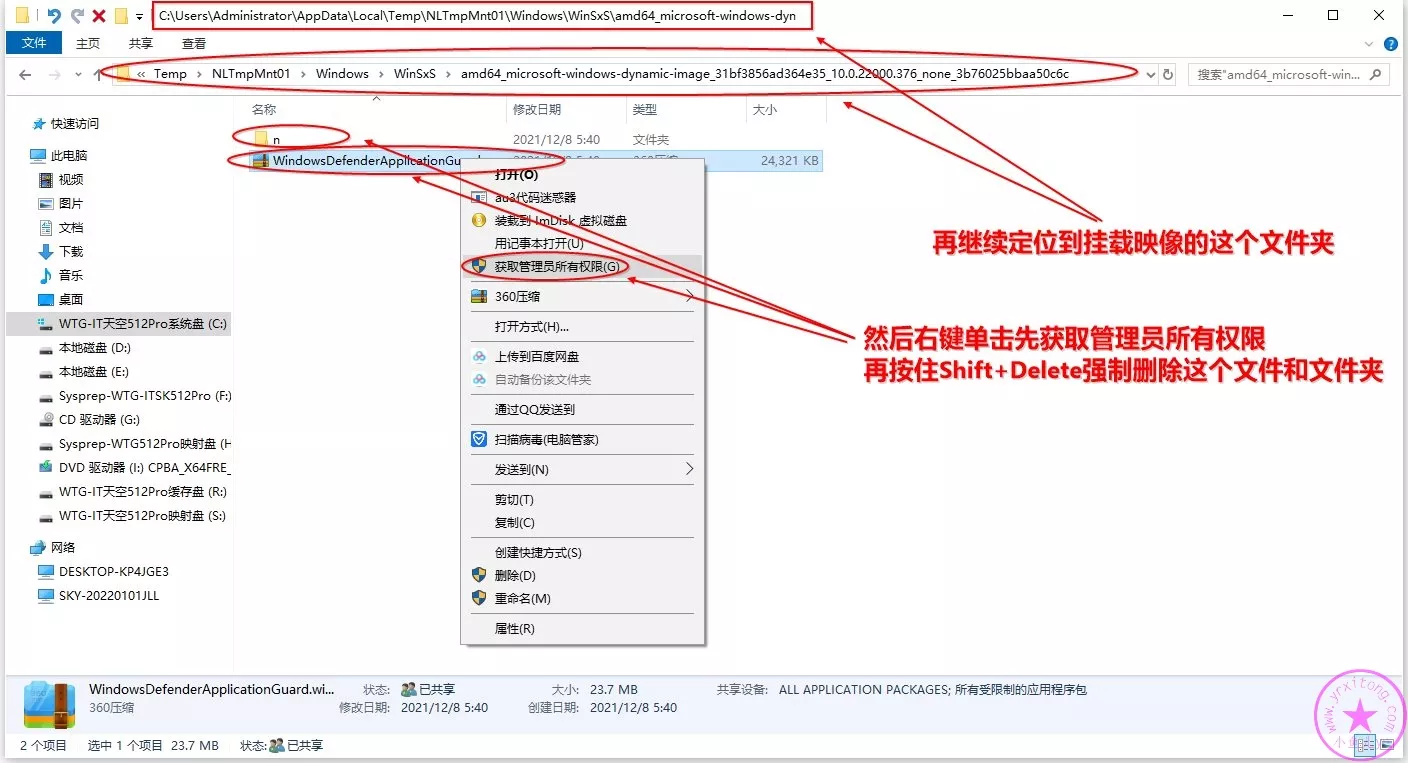 C:\Users\Administrator\AppData\Local\Temp\NLTmpMnt01\Windows\WinSxS\amd64_microsoft-windows-dyn
文件 主页 共享 查看
« Temp › NLTmpMnt01 › Windows › WinSxS › amd64_microsoft-windows-dynamic-image_31bf3856ad364e35_10.0.22000.376_none_3b76025bbaa50c6c
搜索"amd64_microsoft-win...
名称 修改日期 类型 大小
快速访问
此电脑
视频
图片
文档
下载
音乐
桌面
WTG-IT天空512Pro系统盘 (C:)
本地磁盘 (D:)
本地磁盘 (E:)
Sysprep-WTG-ITSK512Pro (F:)
CD 驱动器 (G:)
Sysprep-WTG512Pro映射盘 (H
DVD 驱动器 (I:) CPBA_X64FRE_
WTG-IT天空512Pro缓存盘 (R:)
WTG-IT天空512Pro映射盘 (S:)
网络
DESKTOP-KP4JGE3
SKY-20220101JLL
n 2021/12/8 5:40 文件夹
WindowsDefenderApplicationGu 24,321 KB
打开(O)
au3代码迷惑器
装载到 ImDisk 虚拟磁盘
用记事本打开(U)
获取管理员所有权限(G)
360压缩
打开方式(H)...
上传到百度网盘
自动备份该文件夹
通过QQ发送到
扫描病毒(电脑管家)
发送到(N)
剪切(T)
复制(C)
创建快捷方式(S)
删除(D)
重命名(M)
属性(R)
再继续定位到挂载映像的这个文件夹
然后右键单击先获取管理员所有权限
再按住Shift+Delete强制删除这个文件和文件夹
WindowsDefenderApplicationGuard.wi... 状态: 已共享 大小: 23.7 MB 共享设备: ALL APPLICATION PACKAGES; 所有受限制的应用程序包
360压缩 修改日期: 2021/12/8 5:40 创建日期: 2021/12/8 5:40
2 个项目 选中 1 个项目 23.7 MB 状态: 已共享
www.yrxitong.com